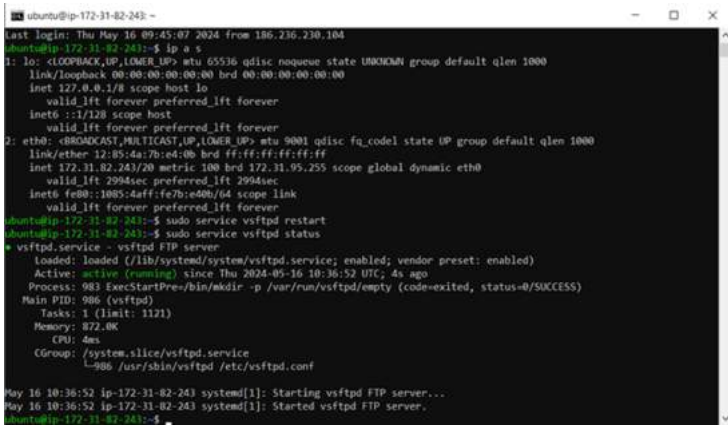 ubuntu@ip-172-31-82-243: ~
Last login: Thu May 16 09:45:07 2024 from 186.236.230.104
ubuntu@ip-172-31-82-243:~$ ip a s
1: lo: <LOOPBACK,UP,LOWER_UP> mtu 65536 qdisc noqueue state UNKNOWN group default qlen 1000
    link/loopback 00:00:00:00:00:00 brd 00:00:00:00:00:00
    inet 127.0.0.1/8 scope host lo
       valid_lft forever preferred_lft forever
    inet6 ::1/128 scope host
       valid_lft forever preferred_lft forever
2: eth0: <BROADCAST,MULTICAST,UP,LOWER_UP> mtu 9001 qdisc fq_codel state UP group default qlen 1000
    link/ether 12:85:4a:7b:e4:0b brd ff:ff:ff:ff:ff:ff
    inet 172.31.82.243/20 metric 100 brd 172.31.95.255 scope global dynamic eth0
       valid_lft 2994sec preferred_lft 2994sec
    inet6 fe80::1085:4aff:fe7b:e40b/64 scope link
       valid_lft forever preferred_lft forever
ubuntu@ip-172-31-82-243:~$ sudo service vsftpd restart
ubuntu@ip-172-31-82-243:~$ sudo service vsftpd status
● vsftpd.service - vsftpd FTP server
     Loaded: loaded (/lib/systemd/system/vsftpd.service; enabled; vendor preset: enabled)
     Active: active (running) since Thu 2024-05-16 10:36:52 UTC; 4s ago
    Process: 983 ExecStartPre=/bin/mkdir -p /var/run/vsftpd/empty (code=exited, status=0/SUCCESS)
   Main PID: 986 (vsftpd)
      Tasks: 1 (limit: 1121)
     Memory: 872.0K
        CPU: 4ms
     CGroup: /system.slice/vsftpd.service
             └─986 /usr/sbin/vsftpd /etc/vsftpd.conf
May 16 10:36:52 ip-172-31-82-243 systemd[1]: Starting vsftpd FTP server...
May 16 10:36:52 ip-172-31-82-243 systemd[1]: Started vsftpd FTP server.
ubuntu@ip-172-31-82-243:~$